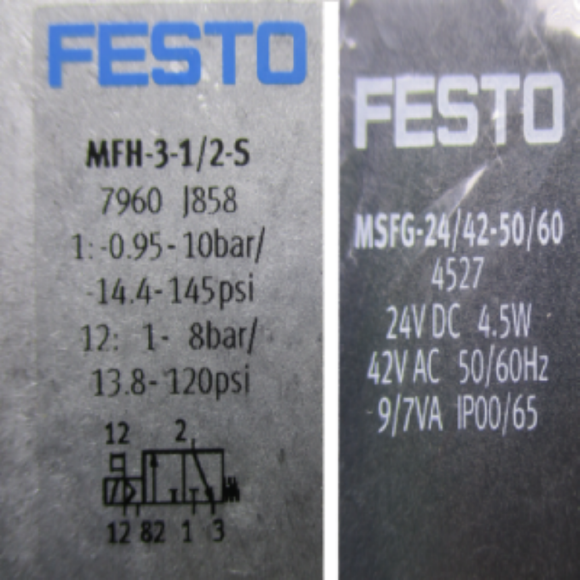 FESTO
MFH-3-1/2-S
7960 J858
1: -0.95-10bar/
-14.4-145psi
12: 1- 8bar/
13.8-120psi
12 2
12 82 1 3
FESTO
MSFG-24/42-50/60
4527
24V DC 4.5W
42V AC 50/60Hz
9/7VA IP00/65